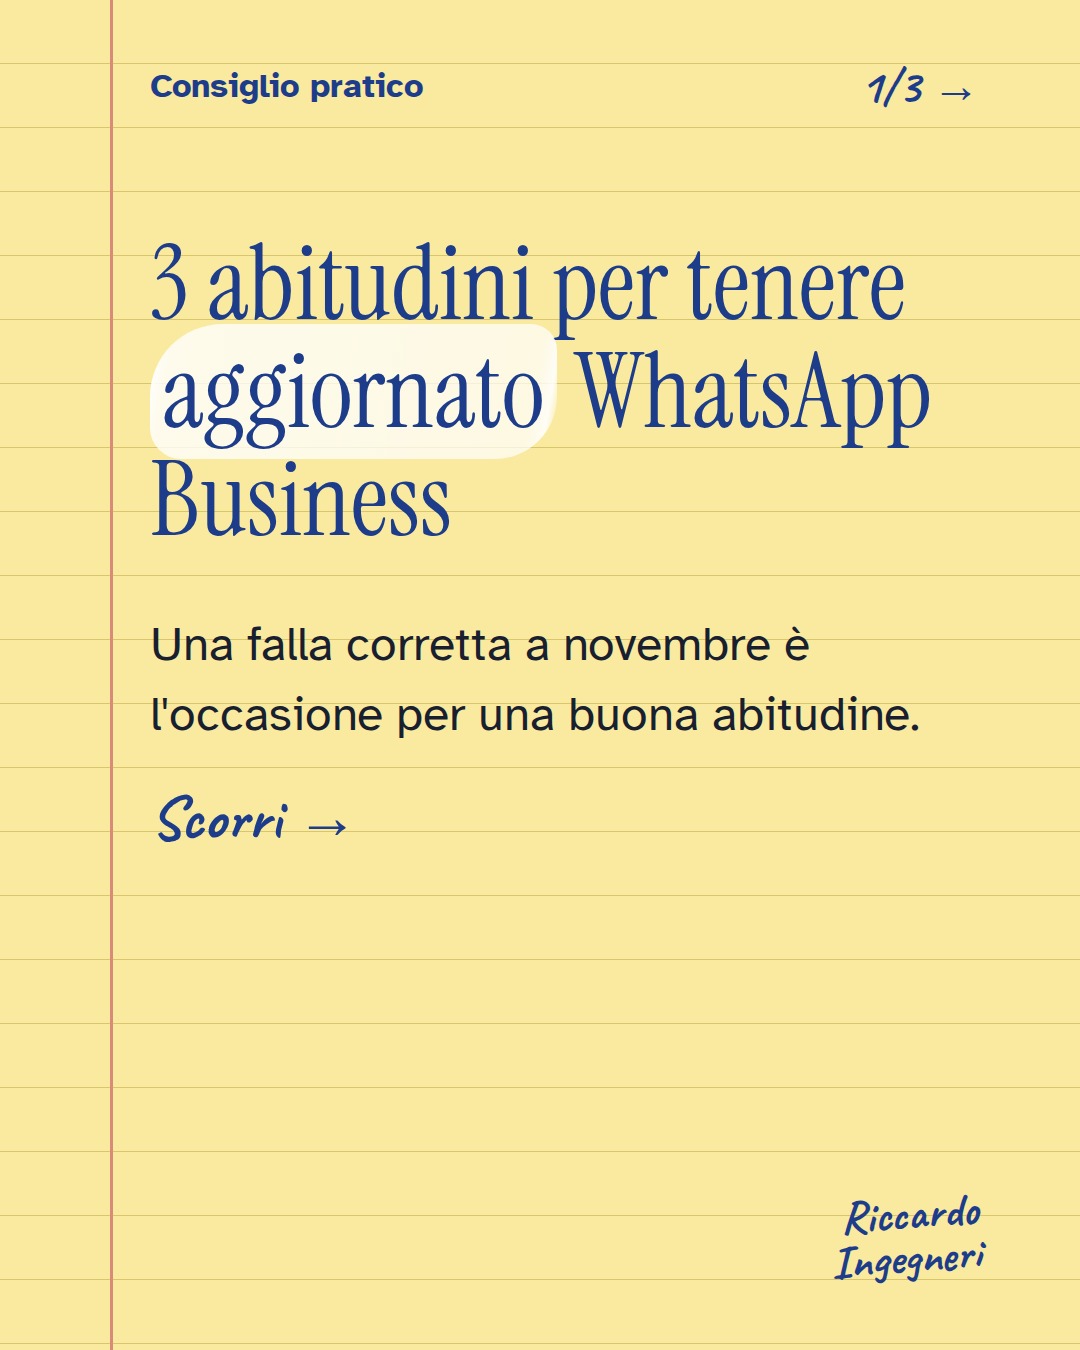 Consiglio pratico
1/3 →
3 abitudini per tenere
aggiornato WhatsApp
Business
Una falla corretta a novembre è
l'occasione per una buona abitudine.
Scorri →
Riccardo
Ingegneri